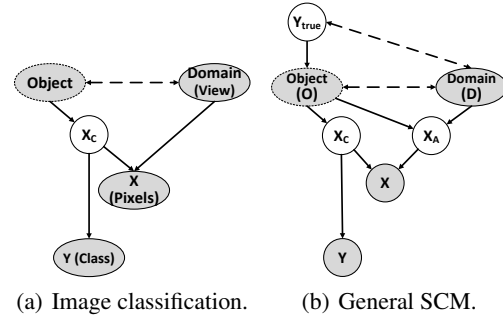 Object
Domain
(View)
X_C
X
(Pixels)
Y (Class)
(a) Image classification.
Y_true
Object
(O)
Domain
(D)
X_C
X_A
X
Y
(b) General SCM.